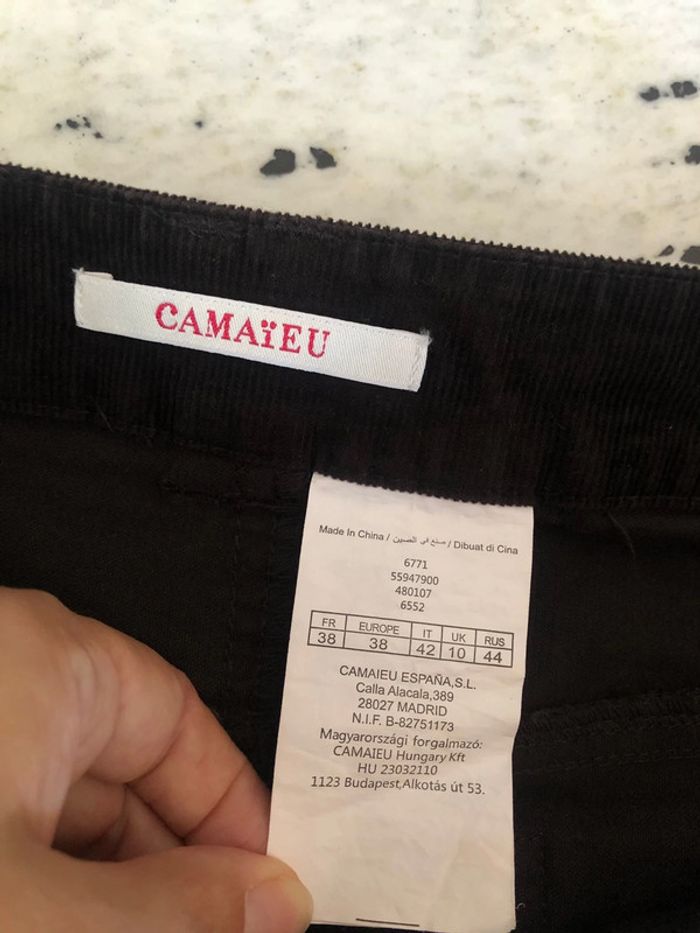 CAMAïEU
Made In China / صنع في الصين / Dibuat di Cina
6771
55947900
480107
6552
FR EUROPE IT UK RUS
38 38 42 10 44
CAMAIEU ESPAÑA,S.L.
Calla Alacala,389
28027 MADRID
N.I.F. B-82751173
Magyarországi forgalmazó:
CAMAIEU Hungary Kft
HU 23032110
1123 Budapest,Alkotás út 53.